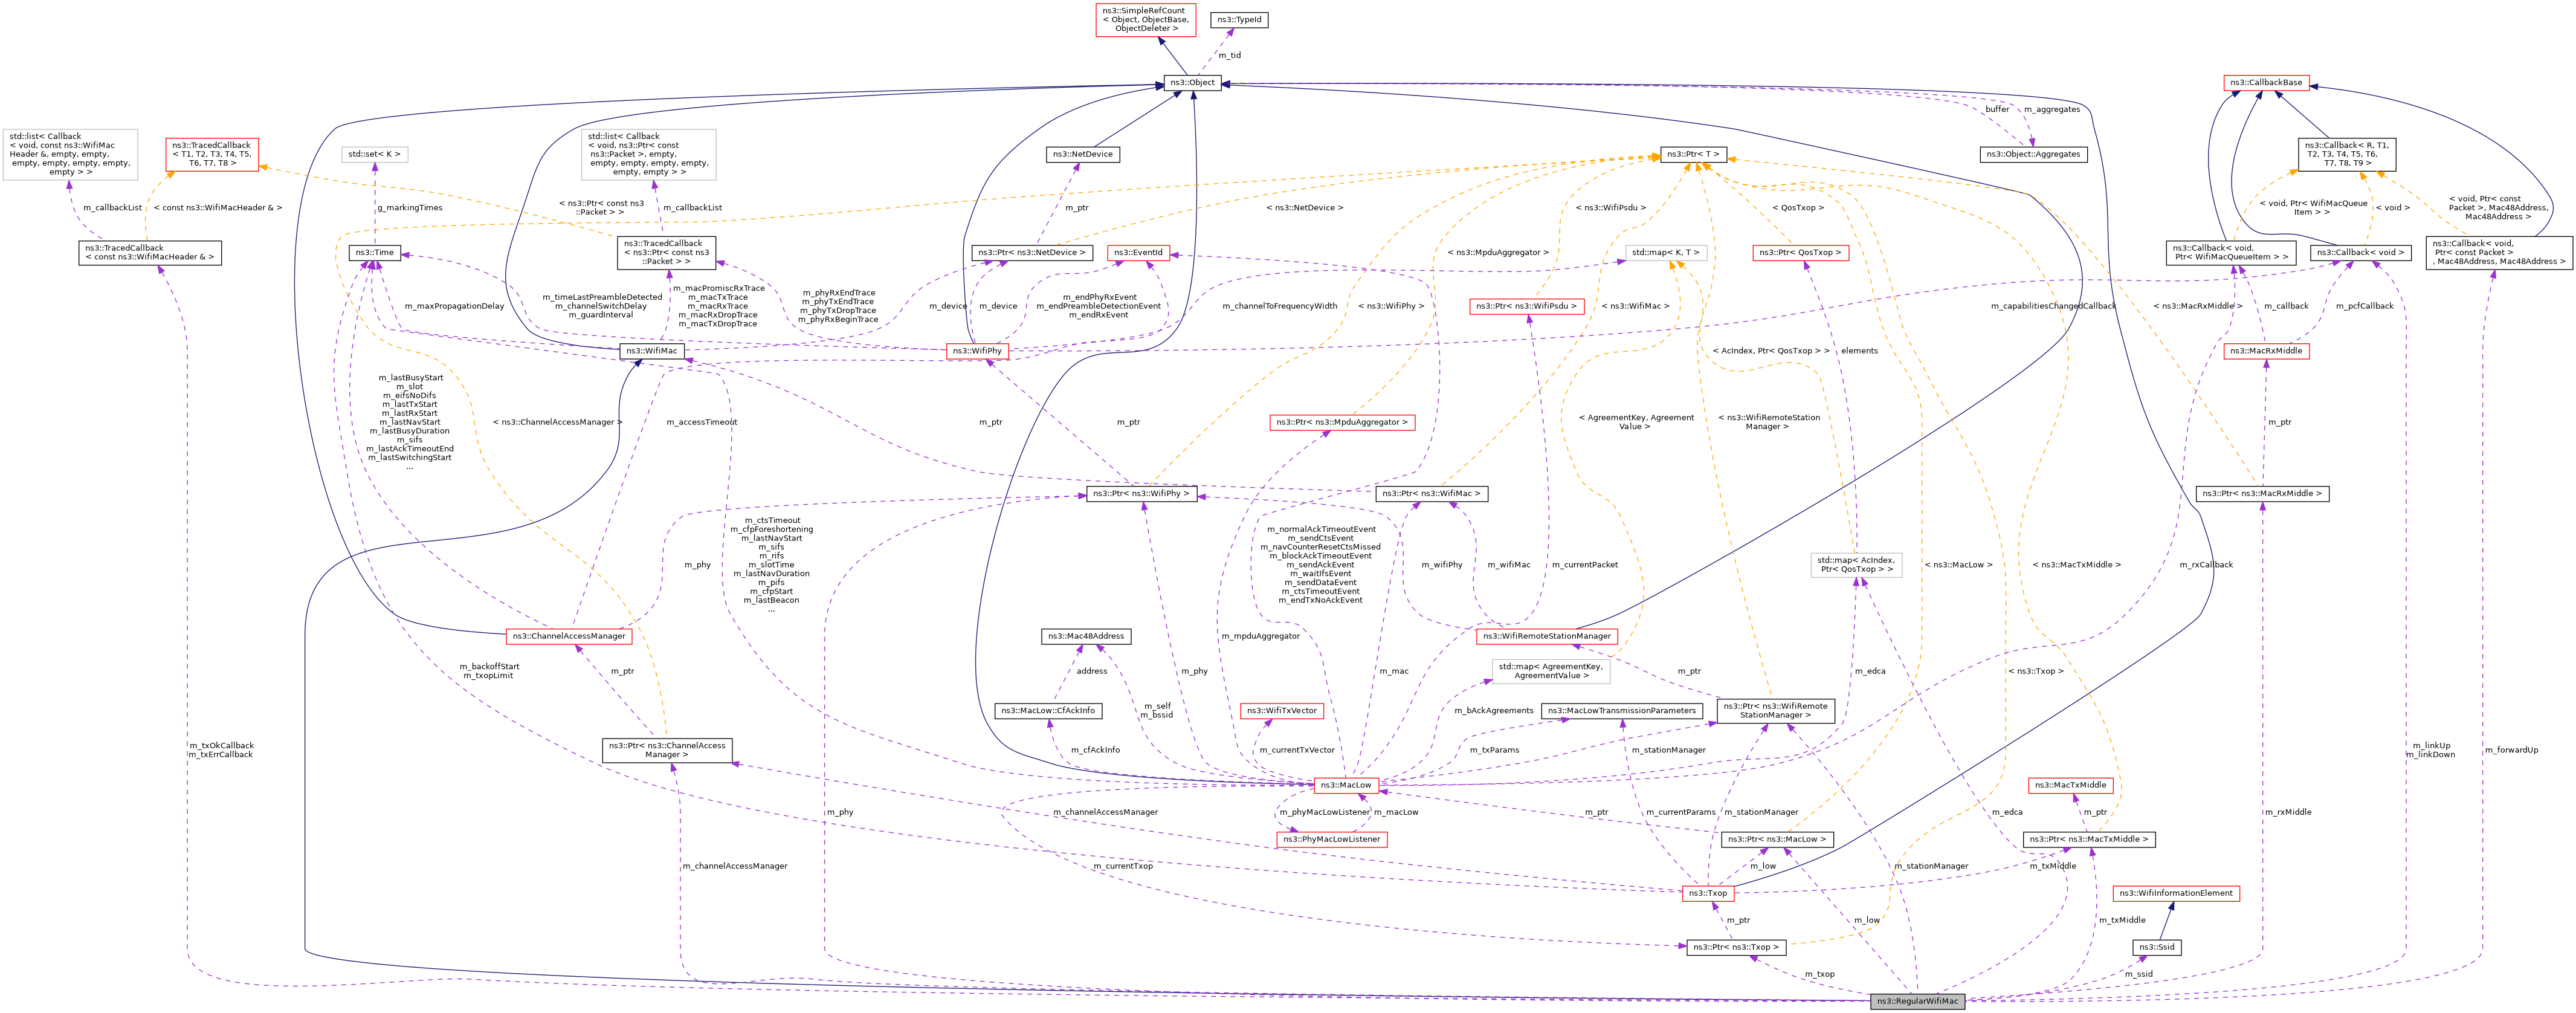 ns3::SimpleRefCount
< Object, ObjectBase,
ObjectDeleter >
ns3::TypeId
m_tid
ns3::Object
ns3::CallbackBase
buffer
m_aggregates
std::list< Callback
< void, const ns3::WifiMac
Header &, empty, empty,
empty, empty, empty, empty,
empty > >
ns3::TracedCallback
< T1, T2, T3, T4, T5,
T6, T7, T8 >
std::set< K >
std::list< Callback
< void, ns3::Ptr< const
ns3::Packet >, empty,
empty, empty, empty, empty,
empty, empty > >
ns3::NetDevice
ns3::Ptr< T >
ns3::Object::Aggregates
ns3::Callback< R, T1,
T2, T3, T4, T5, T6,
T7, T8, T9 >
m_callbackList
< const ns3::WifiMacHeader & >
g_markingTimes
< ns3::Ptr< const ns3
::Packet > >
m_callbackList
m_ptr
< ns3::NetDevice >
< ns3::WifiPsdu >
< QosTxop >
< void, Ptr< WifiMacQueue
Item > >
< void >
< void, Ptr< const
Packet >, Mac48Address,
Mac48Address >
ns3::TracedCallback
< const ns3::WifiMacHeader & >
ns3::Time
ns3::TracedCallback
< ns3::Ptr< const ns3
::Packet > >
ns3::Ptr< ns3::NetDevice >
ns3::EventId
< ns3::MpduAggregator >
std::map< K, T >
ns3::Ptr< QosTxop >
ns3::Callback< void,
Ptr< WifiMacQueueItem > >
ns3::Callback< void >
ns3::Callback< void,
Ptr< const Packet >
, Mac48Address, Mac48Address >
m_maxPropagationDelay
m_timeLastPreambleDetected
m_channelSwitchDelay
m_guardInterval
m_macPromiscRxTrace
m_macTxTrace
m_macRxTrace
m_macRxDropTrace
m_macTxDropTrace
m_phyRxEndTrace
m_phyTxEndTrace
m_phyTxDropTrace
m_phyRxBeginTrace
m_device
m_device
m_endPhyRxEvent
m_endPreambleDetectionEvent
m_endRxEvent
m_channelToFrequencyWidth
< ns3::WifiPhy >
ns3::Ptr< ns3::WifiPsdu >
< ns3::WifiMac >
m_capabilitiesChangedCallback
< ns3::MacRxMiddle >
m_callback
m_pcfCallback
ns3::WifiMac
ns3::WifiPhy
< AcIndex, Ptr< QosTxop > >
elements
ns3::MacRxMiddle
m_lastBusyStart
m_slot
m_eifsNoDifs
m_lastTxStart
m_lastRxStart
m_lastNavStart
m_lastBusyDuration
m_sifs
m_lastAckTimeoutEnd
m_lastSwitchingStart
...
< ns3::ChannelAccessManager >
m_accessTimeout
m_ptr
m_ptr
ns3::Ptr< ns3::MpduAggregator >
< AgreementKey, Agreement
Value >
< ns3::WifiRemoteStation
Manager >
m_ptr
ns3::Ptr< ns3::WifiPhy >
ns3::Ptr< ns3::WifiMac >
ns3::Ptr< ns3::MacRxMiddle >
m_phy
m_ctsTimeout
m_cfpForeshortening
m_lastNavStart
m_sifs
m_rifs
m_slotTime
m_lastNavDuration
m_pifs
m_cfpStart
m_lastBeacon
...
m_normalAckTimeoutEvent
m_sendCtsEvent
m_navCounterResetCtsMissed
m_blockAckTimeoutEvent
m_sendAckEvent
m_waitIfsEvent
m_sendDataEvent
m_ctsTimeoutEvent
m_endTxNoAckEvent
m_wifiPhy
m_wifiMac
m_currentPacket
std::map< AcIndex,
Ptr< QosTxop > >
< ns3::MacLow >
< ns3::MacTxMiddle >
m_rxCallback
ns3::ChannelAccessManager
ns3::Mac48Address
m_mpduAggregator
ns3::WifiRemoteStationManager
m_backoffStart
m_txopLimit
m_ptr
address
m_phy
m_mac
std::map< AgreementKey,
AgreementValue >
m_ptr
m_edca
< ns3::Txop >
ns3::MacLow::CfAckInfo
m_self
m_bssid
ns3::WifiTxVector
m_bAckAgreements
ns3::MacLowTransmissionParameters
ns3::Ptr< ns3::WifiRemote
StationManager >
m_txOkCallback
m_txErrCallback
ns3::Ptr< ns3::ChannelAccess
Manager >
m_cfAckInfo
m_currentTxVector
m_txParams
m_stationManager
m_linkUp
m_linkDown
m_forwardUp
ns3::MacLow
ns3::MacTxMiddle
m_phy
m_channelAccessManager
m_phyMacLowListener
m_macLow
m_ptr
m_currentParams
m_stationManager
m_edca
m_ptr
m_rxMiddle
ns3::PhyMacLowListener
ns3::Ptr< ns3::MacLow >
ns3::Ptr< ns3::MacTxMiddle >
m_channelAccessManager
m_currentTxop
m_low
m_stationManager
m_txMiddle
ns3::Txop
ns3::WifiInformationElement
m_ptr
m_low
m_txMiddle
ns3::Ptr< ns3::Txop >
ns3::Ssid
m_txop
m_ssid
ns3::RegularWifiMac